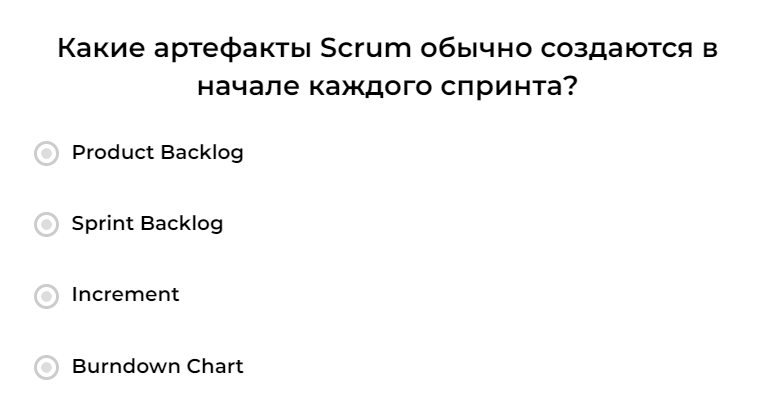 Какие артефакты Scrum обычно создаются в
начале каждого спринта?
Product Backlog
Sprint Backlog
Increment
Burndown Chart